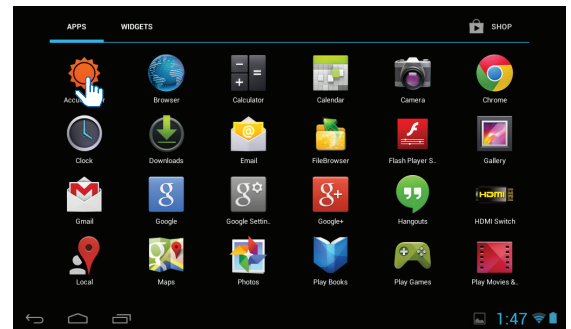 APPS WIDGETS SHOP
Browser Calculator Calendar Camera Chrome
Clock Downloads Email FileBrowser Flash Player S..
Gallery
Gmail Google Google Settin.. Google+ Hangouts HDMI Switch
Local Maps Photos Play Books Play Games Play Movies &..
1:47